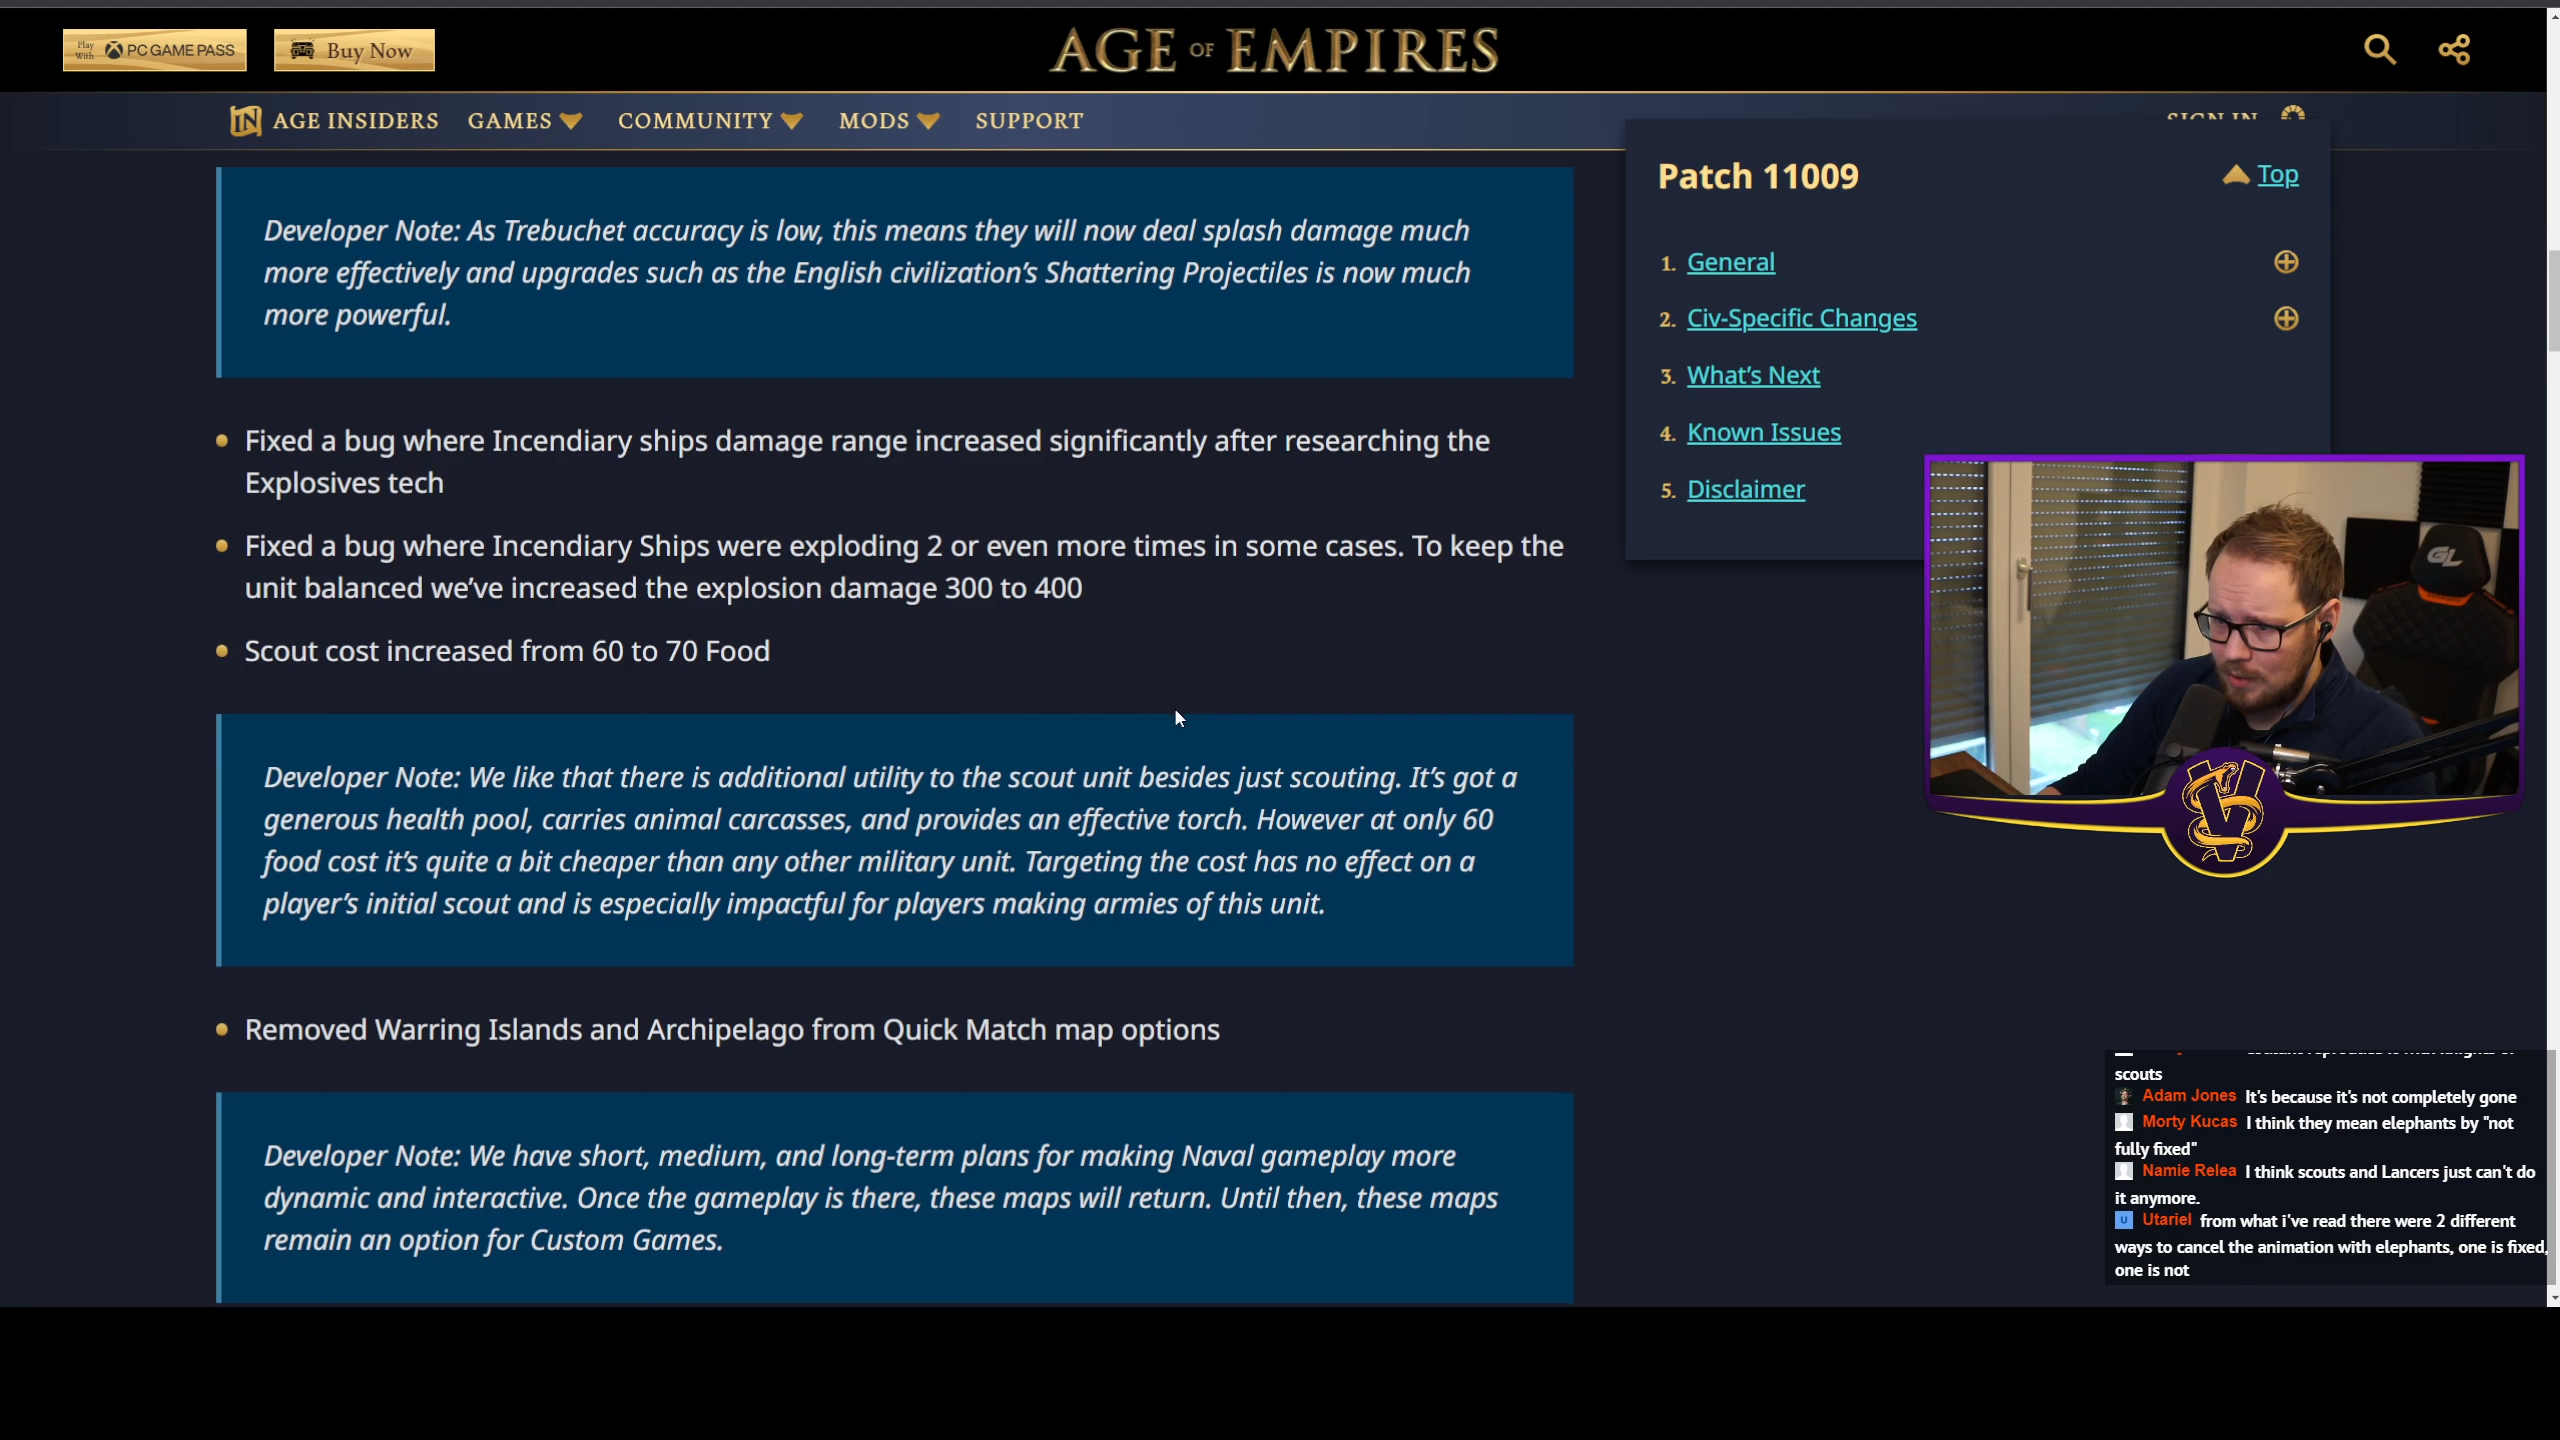 Play With PC GAME PASS
Buy Now
AGE OF EMPIRES
AGE INSIDERS GAMES COMMUNITY MODS SUPPORT
SIGN IN
Developer Note: As Trebuchet accuracy is low, this means they will now deal splash damage much
more effectively and upgrades such as the English civilization's Shattering Projectiles is now much
more powerful.
Fixed a bug where Incendiary ships damage range increased significantly after researching the
Explosives tech
Fixed a bug where Incendiary Ships were exploding 2 or even more times in some cases. To keep the
unit balanced we've increased the explosion damage 300 to 400
Scout cost increased from 60 to 70 Food
Developer Note: We like that there is additional utility to the scout unit besides just scouting. It's got a
generous health pool, carries animal carcasses, and provides an effective torch. However at only 60
food cost it's quite a bit cheaper than any other military unit. Targeting the cost has no effect on a
player's initial scout and is especially impactful for players making armies of this unit.
Removed Warring Islands and Archipelago from Quick Match map options
Developer Note: We have short, medium, and long-term plans for making Naval gameplay more
dynamic and interactive. Once the gameplay is there, these maps will return. Until then, these maps
remain an option for Custom Games.
Patch 11009
Top
1. General
2. Civ-Specific Changes
3. What's Next
4. Known Issues
5. Disclaimer
GL
scouts
Adam Jones It's because it's not completely gone
Morty Kucas I think they mean elephants by "not
fully fixed"
Namie Relea I think scouts and Lancers just can't do
it anymore.
U Utariel from what i've read there were 2 different
ways to cancel the animation with elephants, one is fixed,
one is not